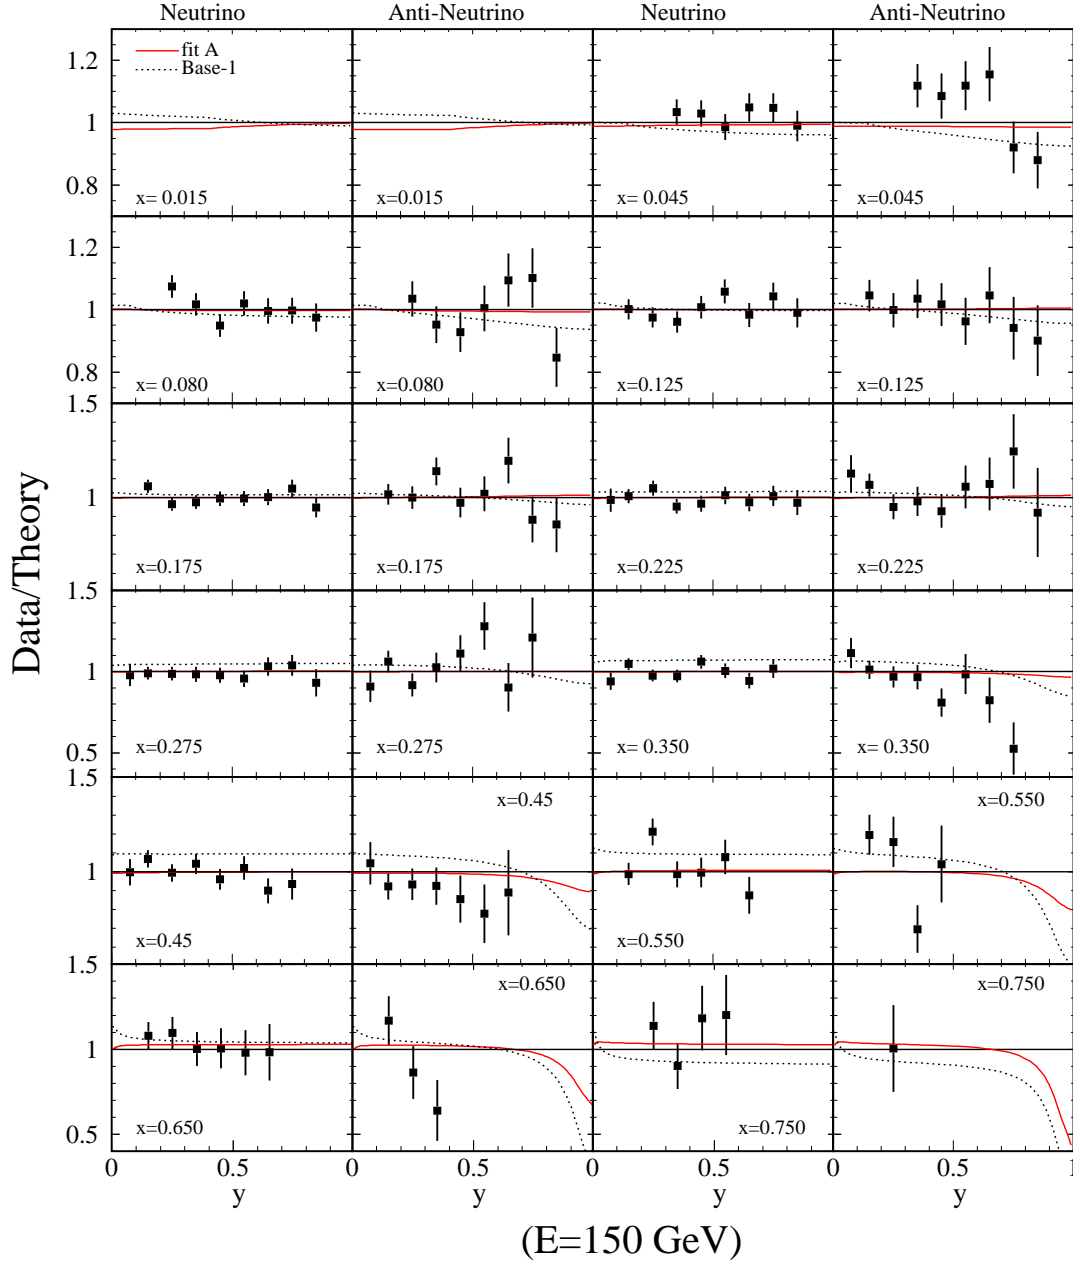 Neutrino Anti-Neutrino Neutrino Anti-Neutrino
fit A
Base-1
1.2
1
0.8
x= 0.015 x=0.015 x= 0.045 x=0.045
1.2
1
0.8
x= 0.080 x=0.080 x=0.125 x=0.125
1.5
1
x=0.175 x=0.175 x=0.225 x=0.225
1.5
1
0.5
x=0.275 x=0.275 x=0.350 x= 0.350
1.5
x=0.45 x=0.550
1
x=0.45 x=0.550
1.5
x=0.650 x=0.750
1
x=0.650 x=0.750
0.5
0 0.5 0 0.5 0 0.5 0 0.5 1
y y y y
Data/Theory
(E=150 GeV)